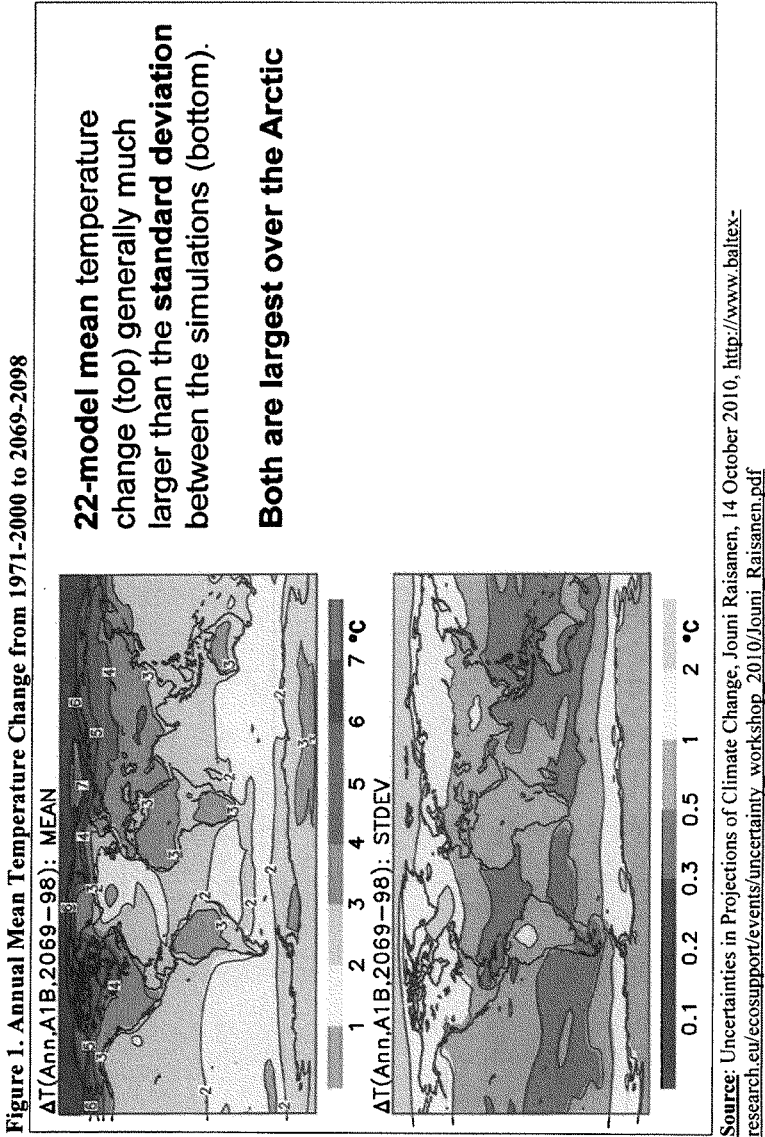 Figure 1. Annual Mean Temperature Change from 1971-2000 to 2069-2098
ΔT(Ann,A1B,2069–98): MEAN
1 2 3 4 5 6 7 °C
ΔT(Ann,A1B,2069–98): STDEV
0.1 0.2 0.3 0.5 1 2 °C
22-model mean temperature
change (top) generally much
larger than the standard deviation
between the simulations (bottom).
Both are largest over the Arctic
Source: Uncertainties in Projections of Climate Change, Jouni Raisanen, 14 October 2010, http://www.baltex-
research.eu/ecosupport/events/uncertainty_workshop_2010/Jouni_Raisanen.pdf